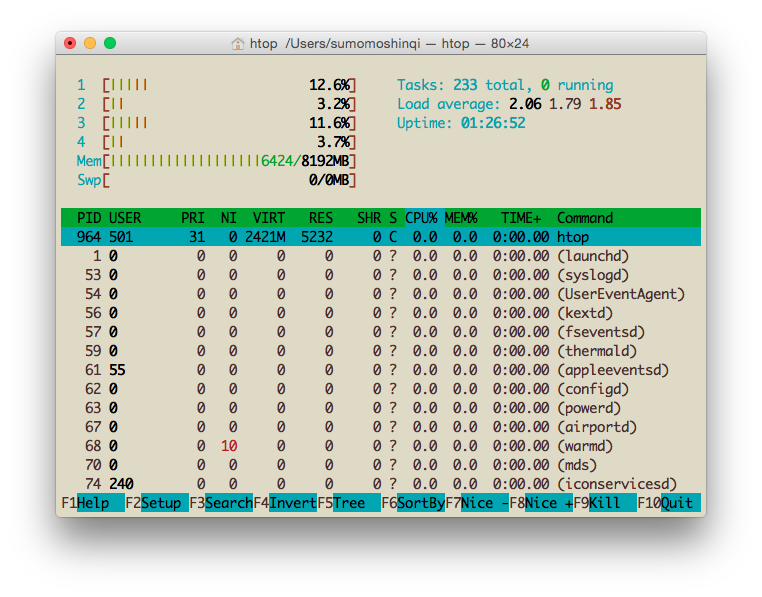 htop /Users/sumomoshinqi — htop — 80×24
1 [||||| 12.6%] Tasks: 233 total, 0 running
2 [|| 3.2%] Load average: 2.06 1.79 1.85
3 [||||| 11.6%] Uptime: 01:26:52
4 [|| 3.7%]
Mem[|||||||||||||||||||6424/8192MB]
Swp[ 0/0MB]
PID USER PRI NI VIRT RES SHR S CPU% MEM% TIME+ Command
964 501 31 0 2421M 5232 0 C 0.0 0.0 0:00.00 htop
1 0 0 0 0 0 0 ? 0.0 0.0 0:00.00 (launchd)
53 0 0 0 0 0 0 ? 0.0 0.0 0:00.00 (syslogd)
54 0 0 0 0 0 0 ? 0.0 0.0 0:00.00 (UserEventAgent)
56 0 0 0 0 0 0 ? 0.0 0.0 0:00.00 (kextd)
57 0 0 0 0 0 0 ? 0.0 0.0 0:00.00 (fseventsd)
59 0 0 0 0 0 0 ? 0.0 0.0 0:00.00 (thermald)
61 55 0 0 0 0 0 ? 0.0 0.0 0:00.00 (appleeventsd)
62 0 0 0 0 0 0 ? 0.0 0.0 0:00.00 (configd)
63 0 0 0 0 0 0 ? 0.0 0.0 0:00.00 (powerd)
67 0 0 0 0 0 0 ? 0.0 0.0 0:00.00 (airportd)
68 0 0 10 0 0 0 ? 0.0 0.0 0:00.00 (warmd)
70 0 0 0 0 0 0 ? 0.0 0.0 0:00.00 (mds)
74 240 0 0 0 0 0 ? 0.0 0.0 0:00.00 (iconservicesd)
F1Help F2Setup F3SearchF4InvertF5Tree F6SortByF7Nice -F8Nice +F9Kill F10Quit